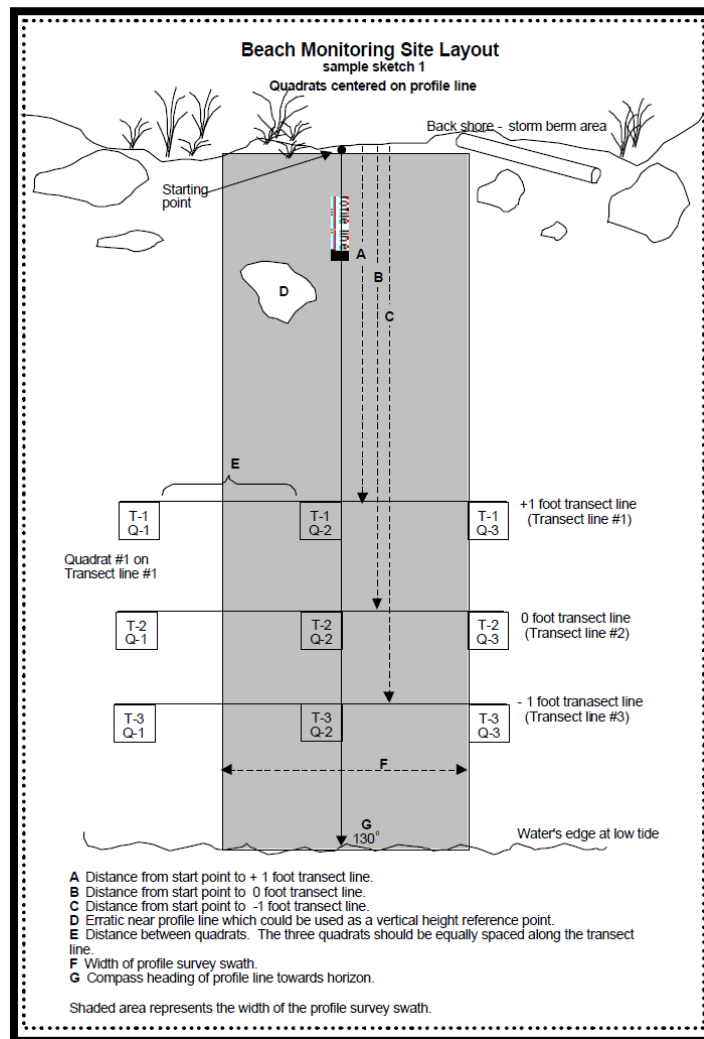 Beach Monitoring Site Layout
sample sketch 1
Quadrats centered on profile line
Back shore - storm berm area
Starting
point
A
B
C
D
E
T-1
Q-1
T-1
Q-2
T-1
Q-3
+1 foot transect line
(Transect line #1)
Quadrat #1 on
Transect line #1
T-2
Q-1
T-2
Q-2
T-2
Q-3
0 foot transect line
(Transect line #2)
T-3
Q-1
T-3
Q-2
T-3
Q-3
- 1 foot tranasect line
(Transect line #3)
F
G
130°
Water's edge at low tide
A Distance from start point to + 1 foot transect line.
B Distance from start point to 0 foot transect line.
C Distance from start point to -1 foot transect line.
D Erratic near profile line which could be used as a vertical height reference point.
E Distance between quadrats. The three quadrats should be equally spaced along the transect
line.
F Width of profile survey swath.
G Compass heading of profile line towards horizon.
Shaded area represents the width of the profile survey swath.